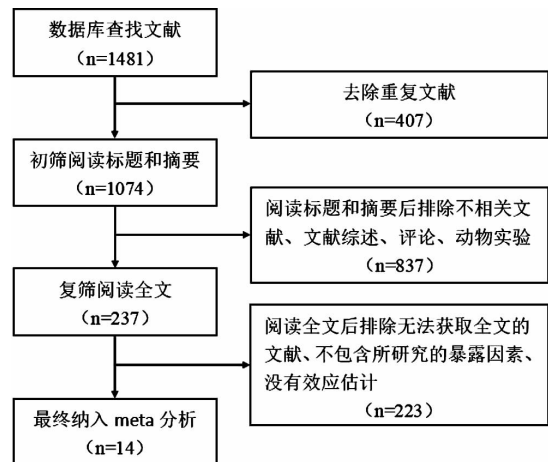 数据库查找文献
（n=1481）
去除重复文献
（n=407）
初筛阅读标题和摘要
（n=1074）
阅读标题和摘要后排除不相关文
献、文献综述、评论、动物实验
（n=837）
复筛阅读全文
（n=237）
阅读全文后排除无法获取全文的
文献、不包含所研究的暴露因素、
没有效应估计
（n=223）
最终纳入 meta 分析
（n=14）